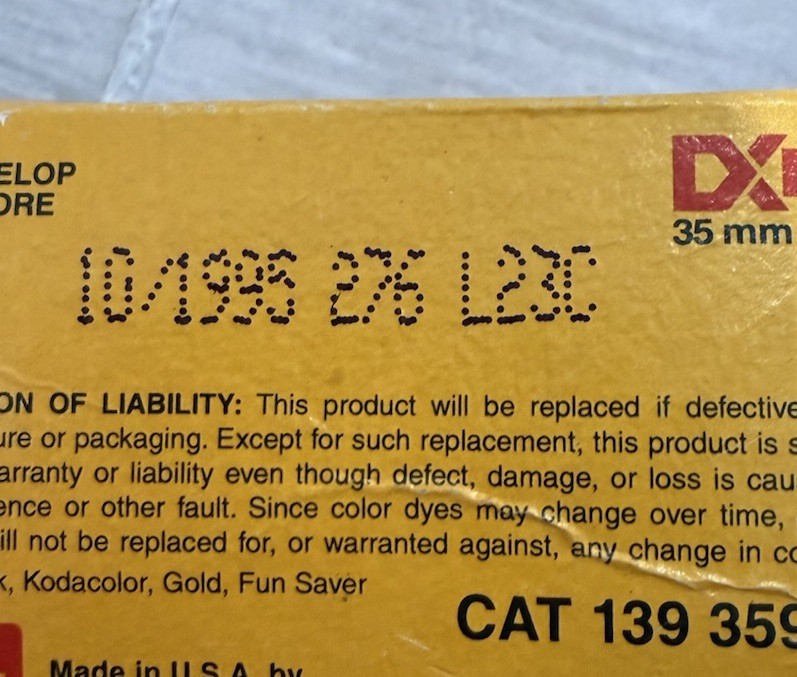 ELOP
ORE
DX
35 mm
10/1995 276 L23C
ON OF LIABILITY: This product will be replaced if defective
ure or packaging. Except for such replacement, this product is s
arranty or liability even though defect, damage, or loss is cau
ence or other fault. Since color dyes may change over time,
ill not be replaced for, or warranted against, any change in co
k, Kodacolor, Gold, Fun Saver
CAT 139 359
Made in U.S.A. by